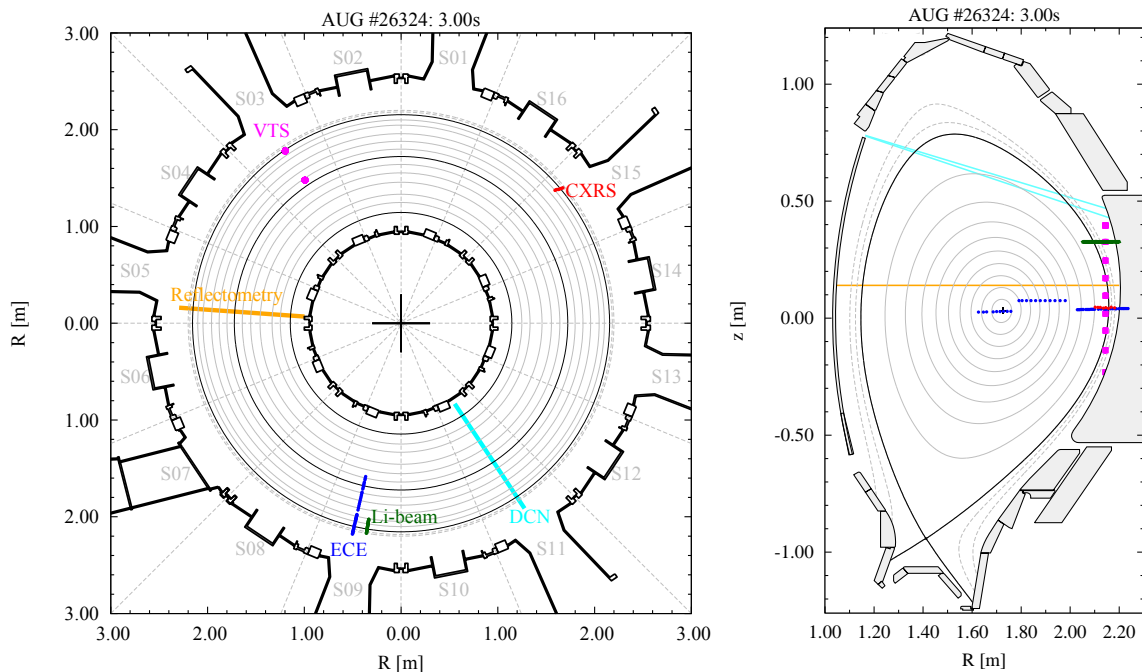 AUG #26324: 3.00s
3.00
2.00
1.00
0.00
1.00
2.00
3.00
R [m]
3.00
2.00
1.00
0.00
1.00
2.00
3.00
R [m]
S02
S01
S03
S16
S04
S15
S05
S14
S06
S13
S07
S12
S08
S11
S09
S10
VTS
CXRS
Reflectometry
Li-beam
DCN
ECE
AUG #26324: 3.00s
1.00
0.50
0.00
-0.50
-1.00
z [m]
1.00
1.20
1.40
1.60
1.80
2.00
2.20
R [m]